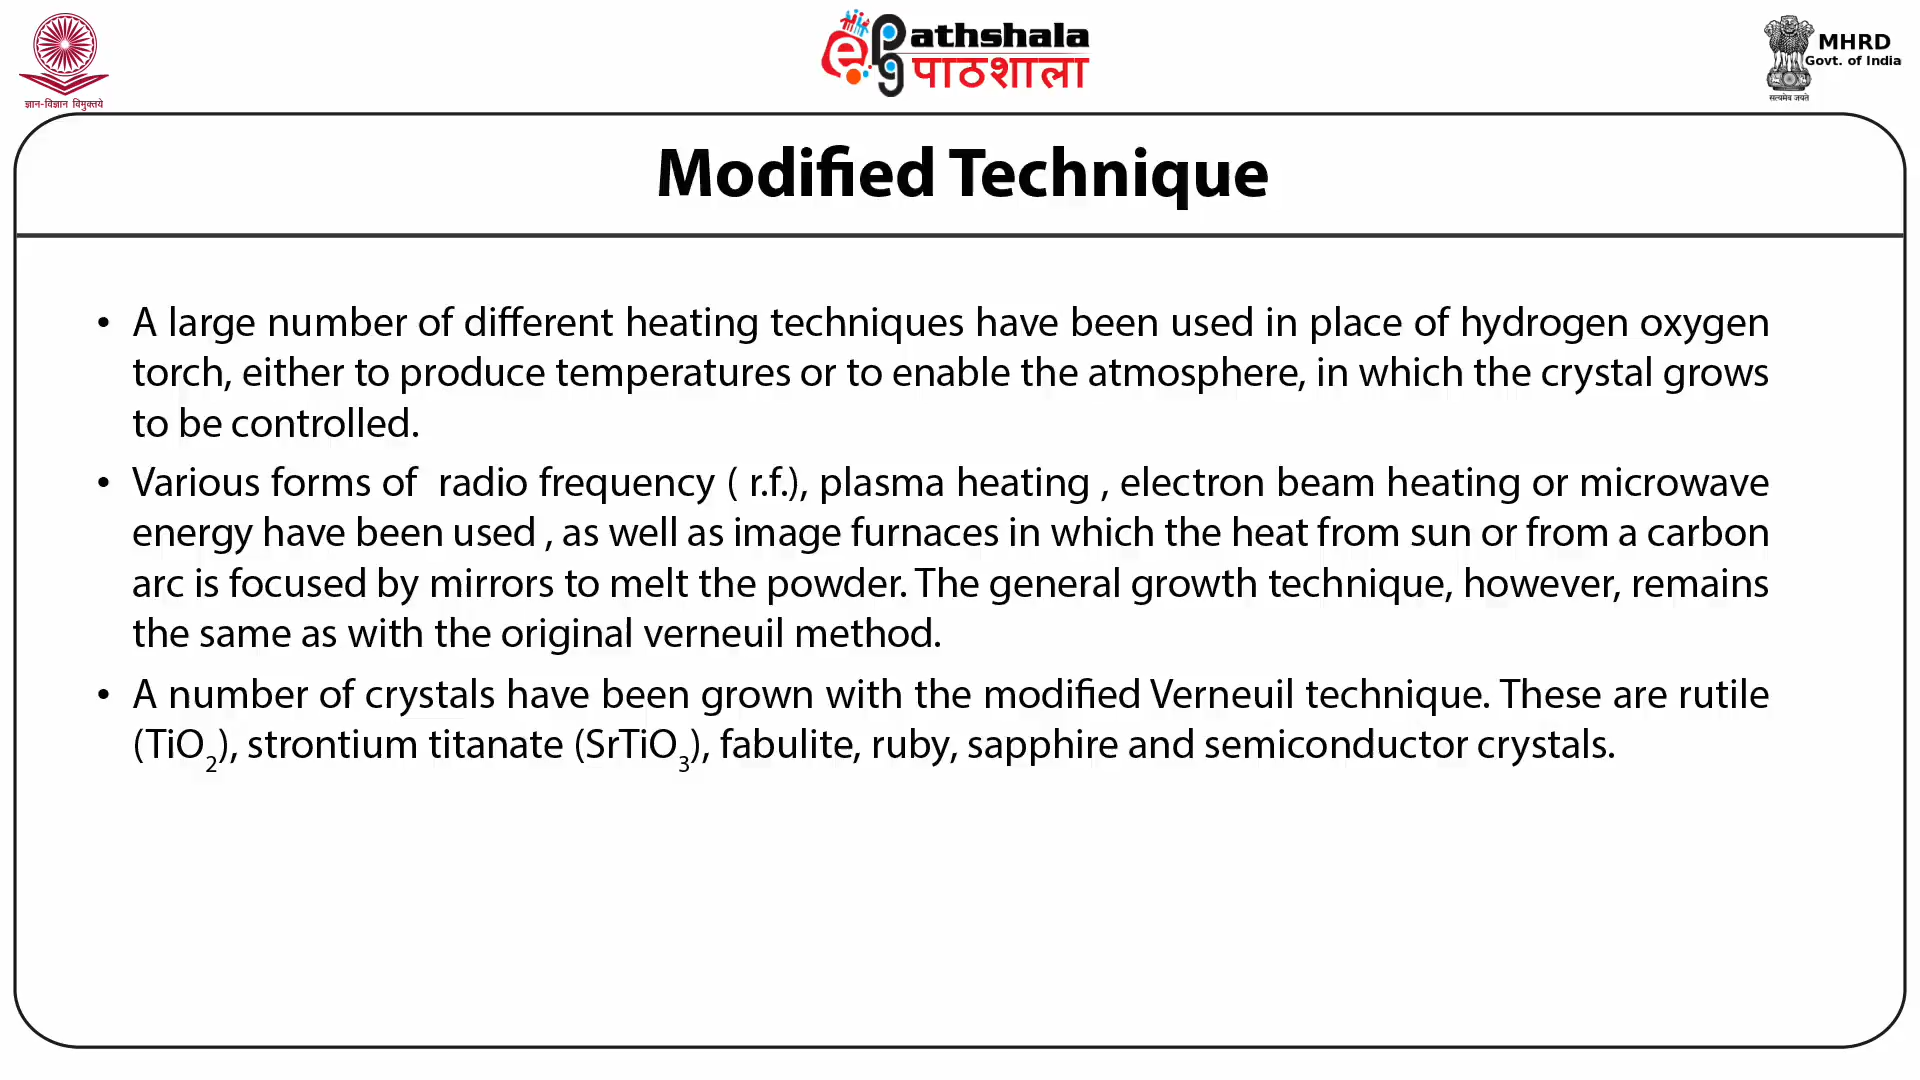 ज्ञान-विज्ञान विमुक्तये
e PG Pathshala
पाठशाला
MHRD
Govt. of India
सत्यमेव जयते
Modified Technique
• A large number of different heating techniques have been used in place of hydrogen oxygen
torch, either to produce temperatures or to enable the atmosphere, in which the crystal grows
to be controlled.
• Various forms of  radio frequency ( r.f.), plasma heating , electron beam heating or microwave
energy have been used , as well as image furnaces in which the heat from sun or from a carbon
arc is focused by mirrors to melt the powder. The general growth technique, however, remains
the same as with the original verneuil method.
• A number of crystals have been grown with the modified Verneuil technique. These are rutile
(TiO₂), strontium titanate (SrTiO₃), fabulite, ruby, sapphire and semiconductor crystals.